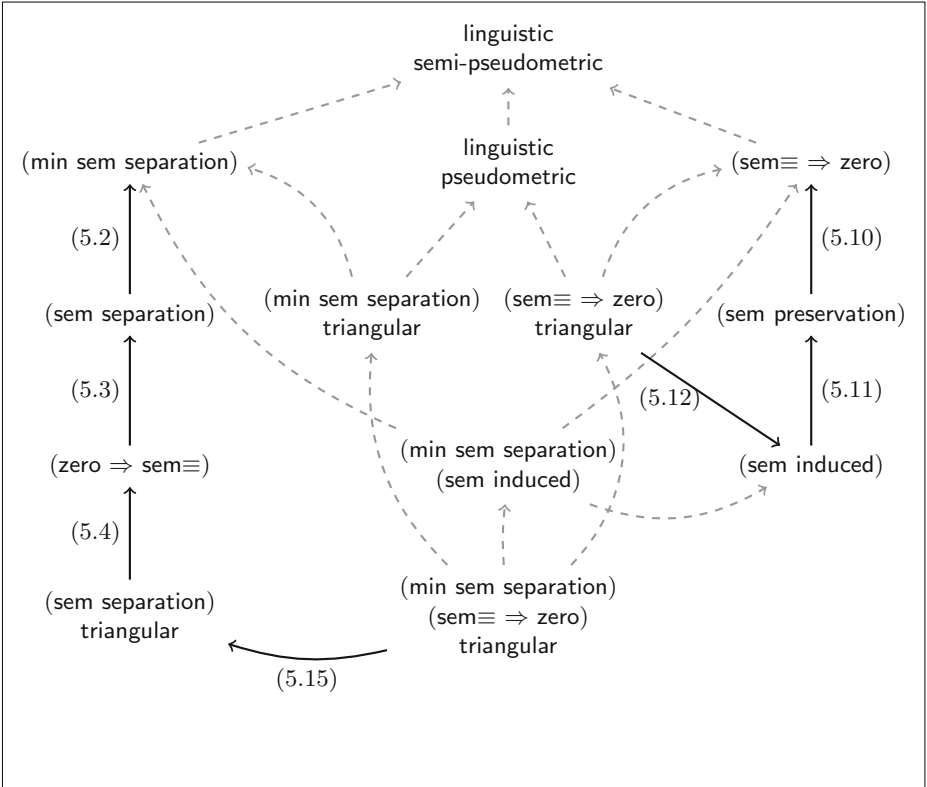 linguistic
semi-pseudometric
(min sem separation)
linguistic
pseudometric
(sem≡ ⇒ zero)
(5.2)
(5.10)
(sem separation)
(min sem separation)
triangular
(sem≡ ⇒ zero)
triangular
(sem preservation)
(5.3)
(5.12)
(5.11)
(zero ⇒ sem≡)
(min sem separation)
(sem induced)
(sem induced)
(5.4)
(sem separation)
triangular
(min sem separation)
(sem≡ ⇒ zero)
triangular
(5.15)